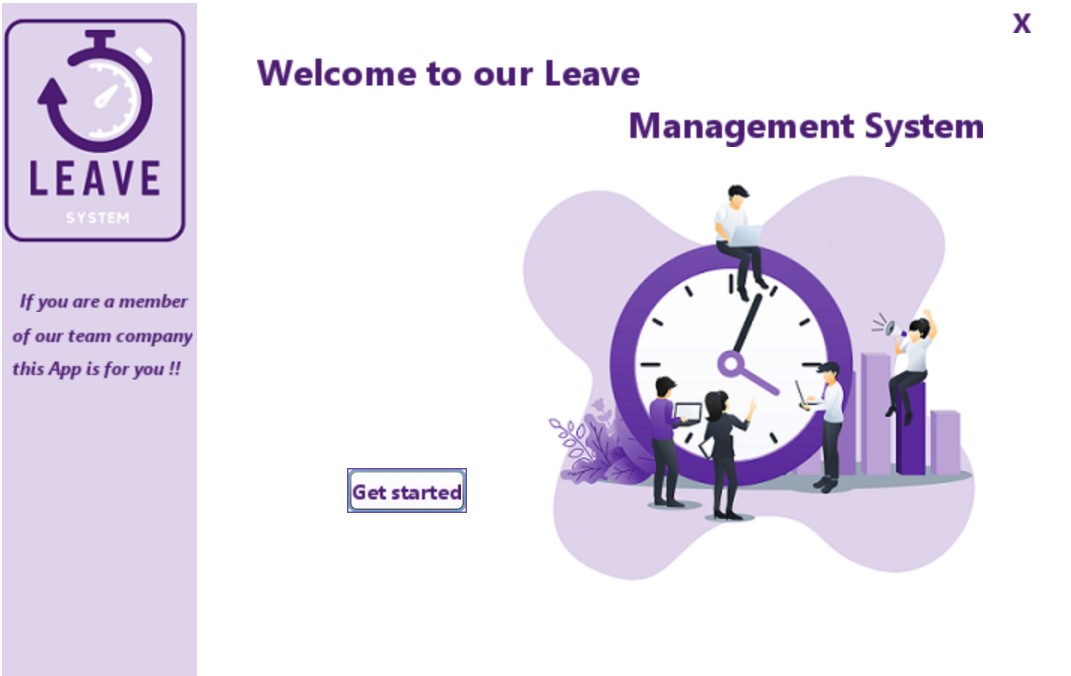 X
Welcome to our Leave
Management System
LEAVE
SYSTEM
If you are a member
of our team company
this App is for you !!
Get started